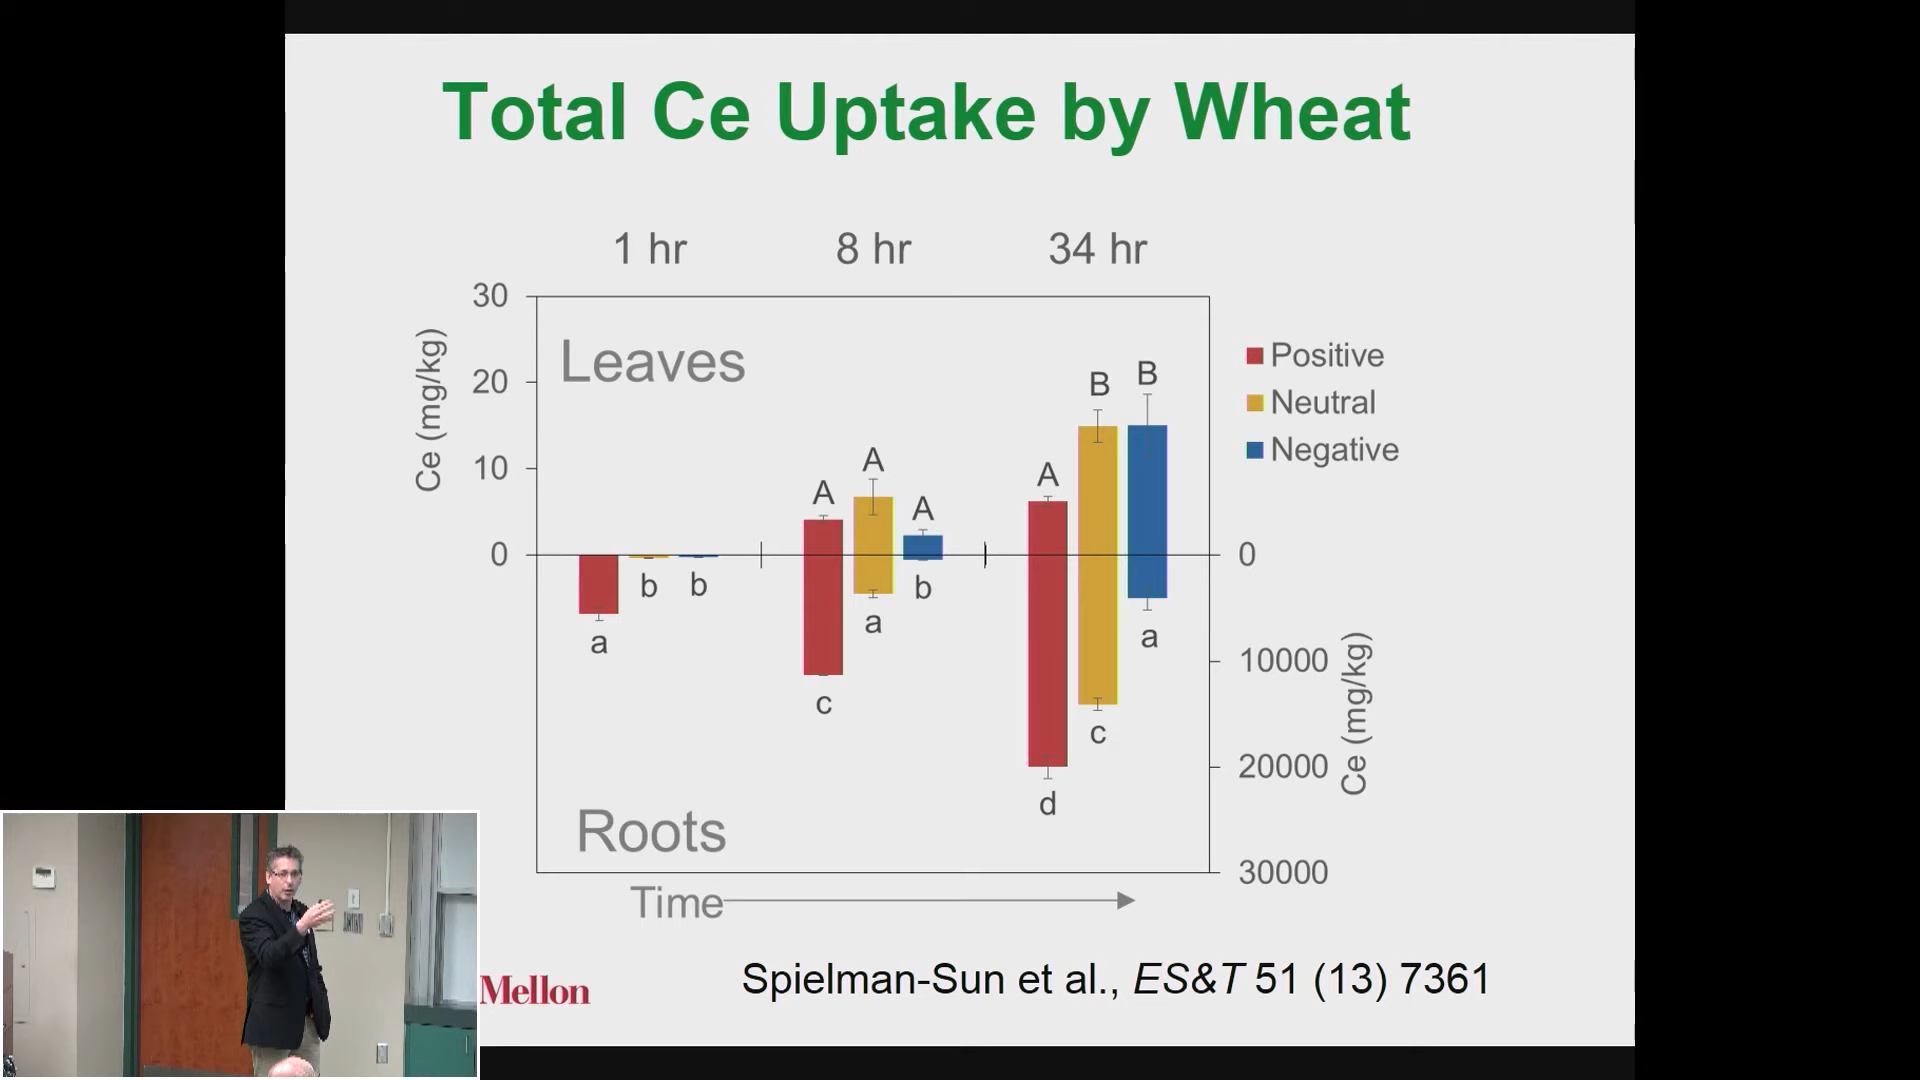 Total Ce Uptake by Wheat
1 hr 8 hr 34 hr
30
20
10
0
Ce (mg/kg)
Leaves
A A A
A B B
a b b
c a b
d c a
Positive
Neutral
Negative
0
10000
20000
30000
Ce (mg/kg)
Roots
Time
Mellon
Spielman-Sun et al., ES&T 51 (13) 7361